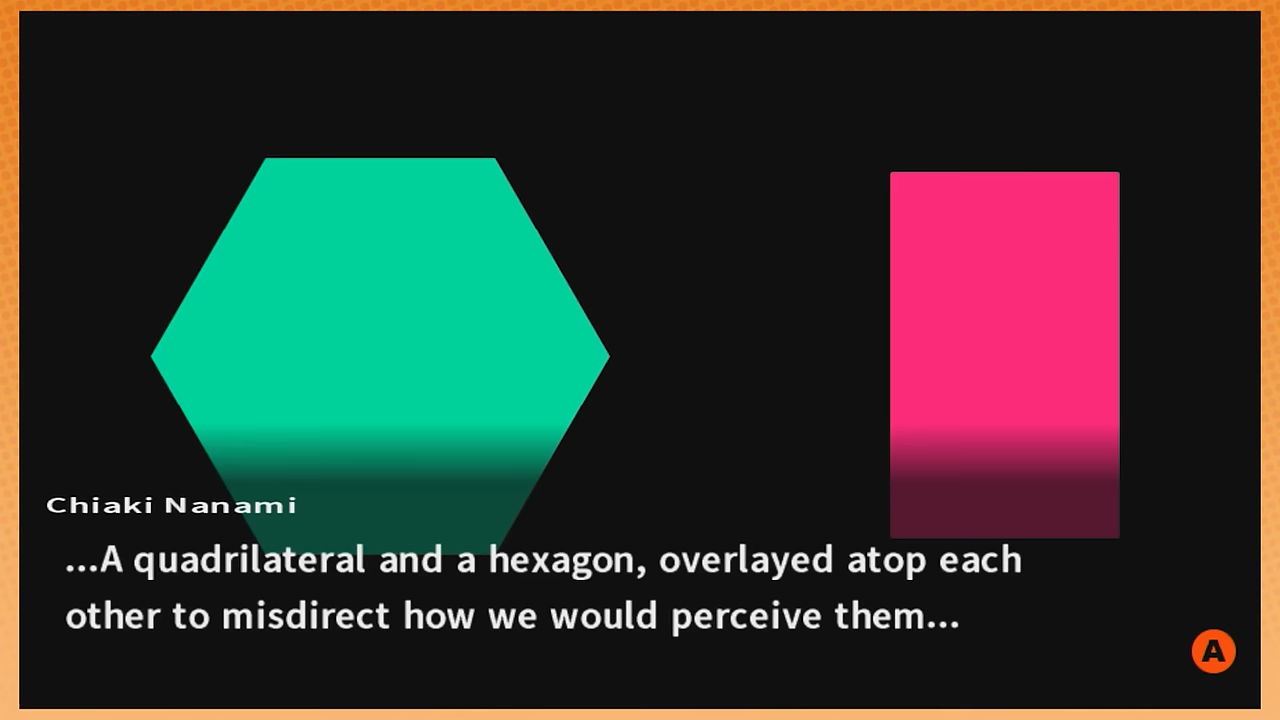 Chiaki Nanami
...A quadrilateral and a hexagon, overlayed atop each
other to misdirect how we would perceive them...
A